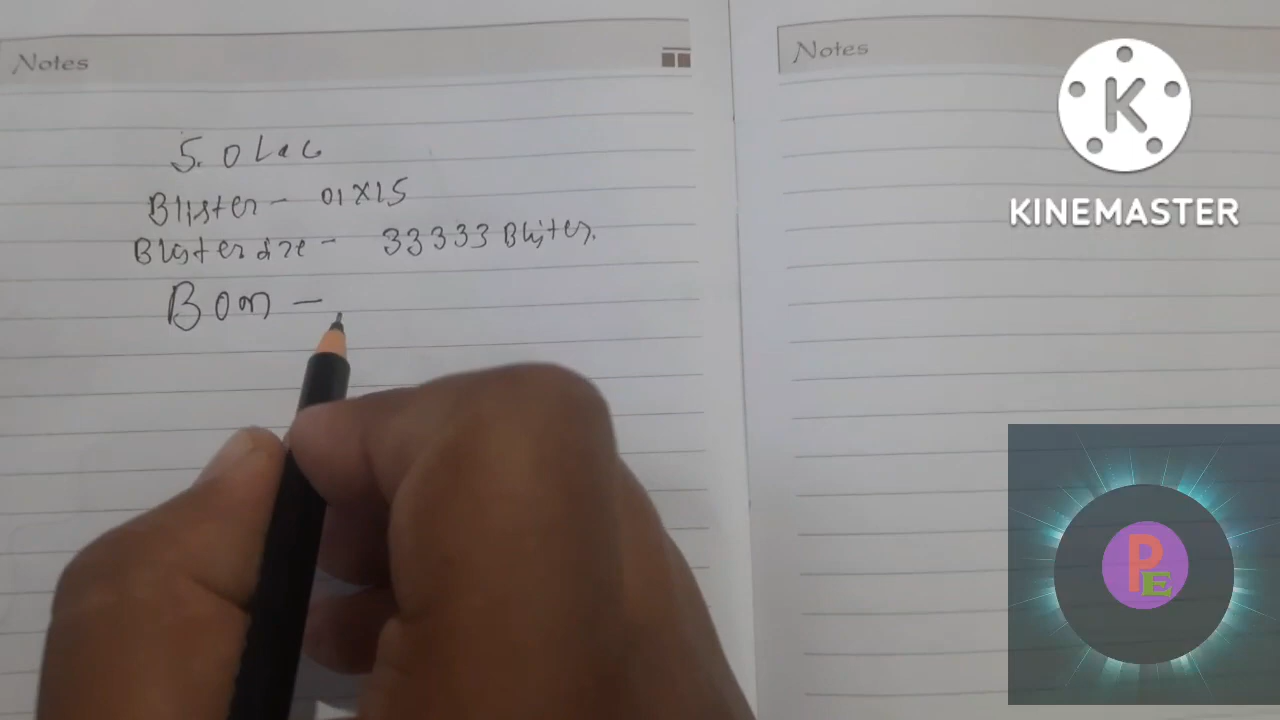 Notes
5.0 Lac
Blister - 01X15
Blister size - 33333 Blister.
Bom -
Notes
KINEMASTER
PE